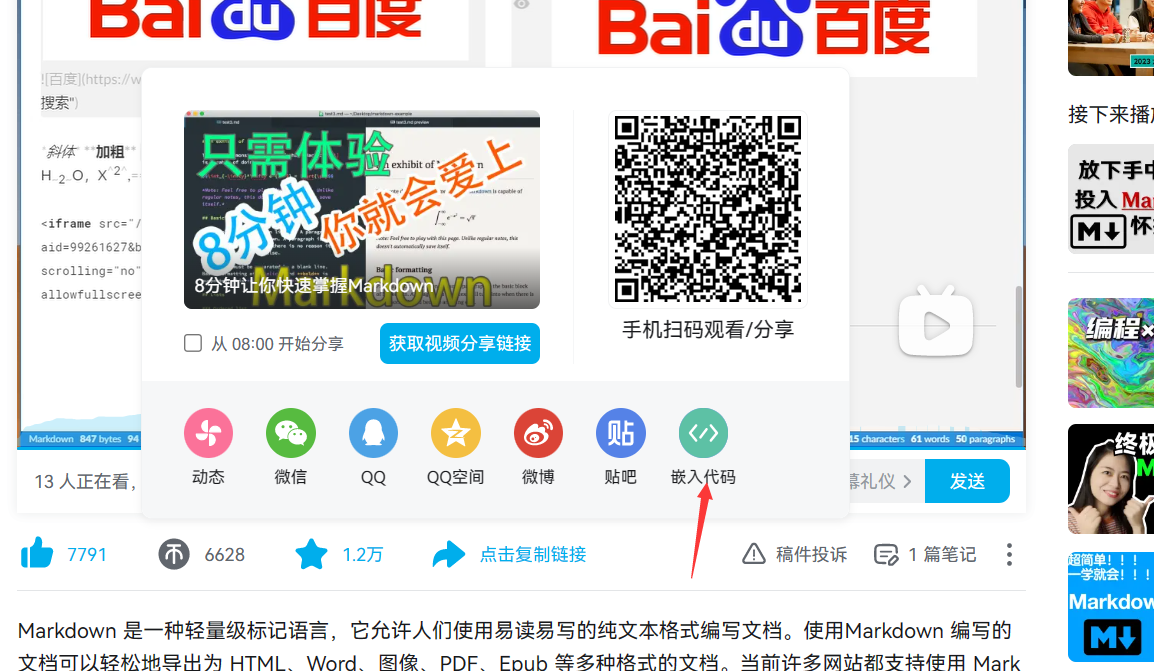 Bai du 百度
Bai du 百度
![百度](https://w
搜索")
*斜体* **加粗**
H~2~O，X^2^,==
<iframe src="/
aid=99261627&b
scrolling="no"
allowfullscree
只需体验
8分钟
你就会爱上
Markdown
8分钟让你快速掌握Markdown
从 08:00 开始分享
获取视频分享链接
手机扫码观看/分享
动态
微信
QQ
QQ空间
微博
贴
贴吧
嵌入代码
Markdown 847 bytes 94
15 characters 61 words 50 paragraphs
13 人正在看，
幕礼仪 >
发送
7791
6628
1.2万
点击复制链接
稿件投诉
1 篇笔记
Markdown 是一种轻量级标记语言，它允许人们使用易读易写的纯文本格式编写文档。使用Markdown 编写的
文档可以轻松地导出为 HTML、Word、图像、PDF、Epub 等多种格式的文档。当前许多网站都支持使用 Mark
2023
接下来播放
放下手中
投入 Mar
M 怀
编程×
终极
M
超简单！！！
一学就会！！！
Markdow
M